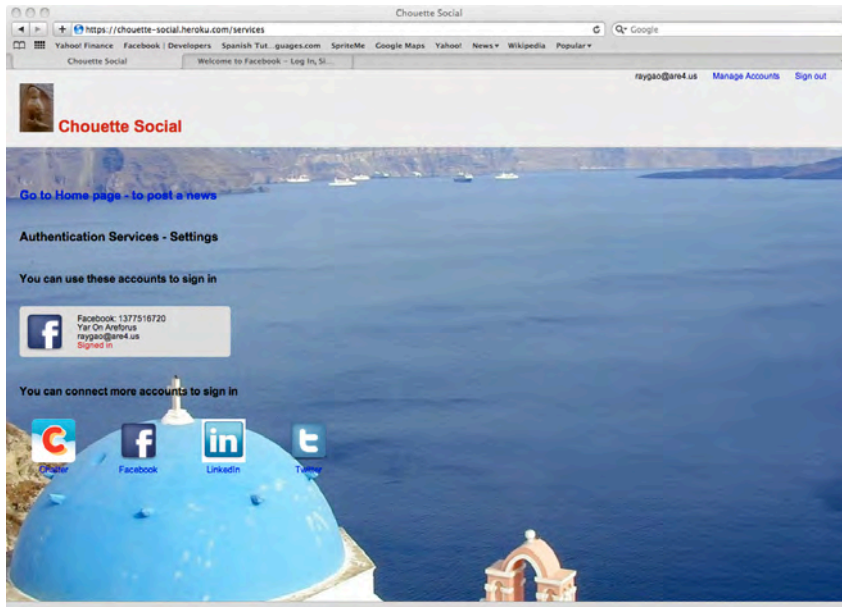 Chouette Social
https://chouette-social.heroku.com/services
Google
Yahoo! Finance Facebook | Developers Spanish Tut...guages.com SpriteMe Google Maps Yahoo! News Wikipedia Popular
Chouette Social Welcome to Facebook – Log In, Si...
raygao@are4.us Manage Accounts Sign out
Chouette Social
Go to Home page - to post a news
Authentication Services - Settings
You can use these accounts to sign in
Facebook: 1377516720
Yar On Areforus
raygao@are4.us
Signed in
You can connect more accounts to sign in
Chatter Facebook LinkedIn Twitter